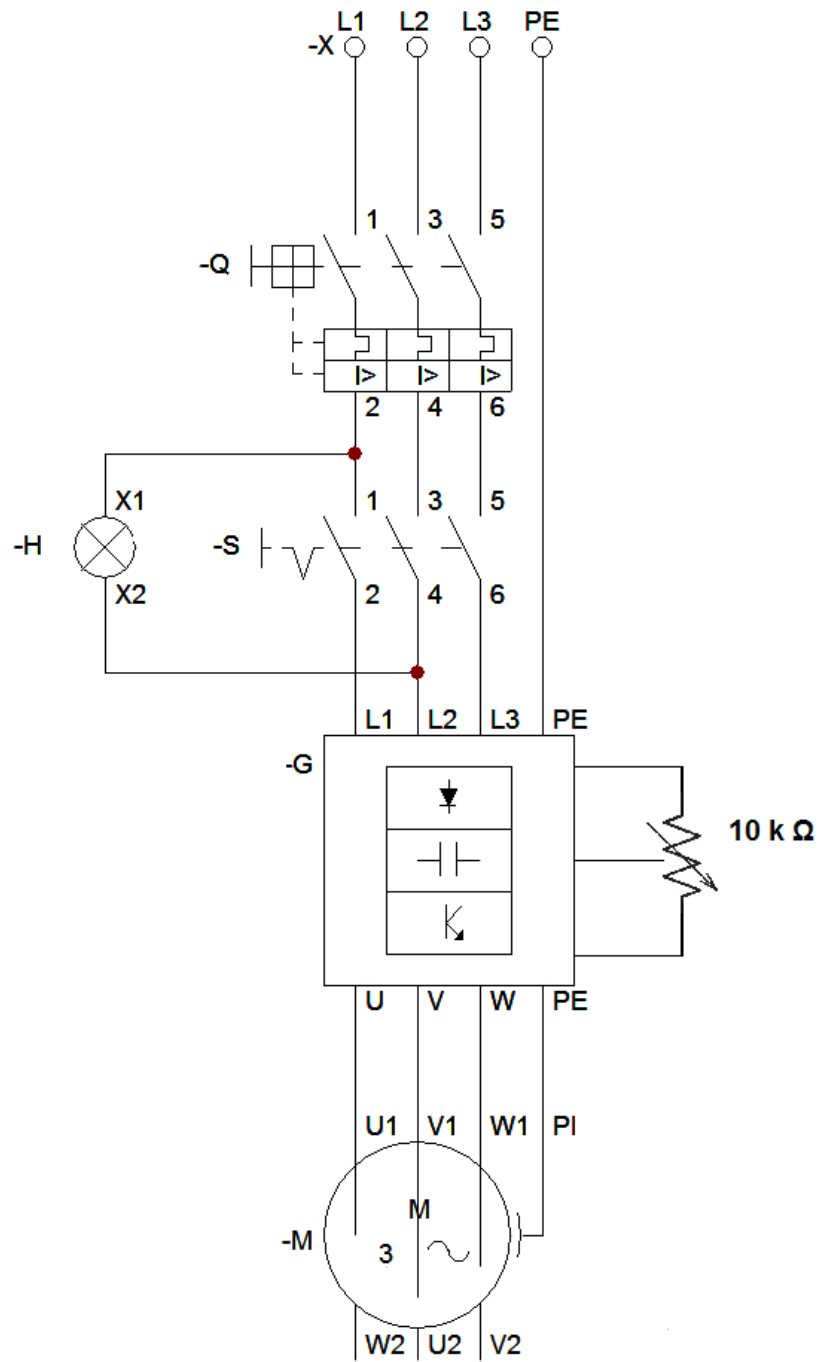 L1 L2 L3 PE
-X
1 3 5
-Q
I> I> I>
2 4 6
X1 1 3 5
-H -S
X2 2 4 6
L1 L2 L3 PE
-G
10 k Ω
U V W PE
U1 V1 W1 PI
M
-M 3
W2 U2 V2